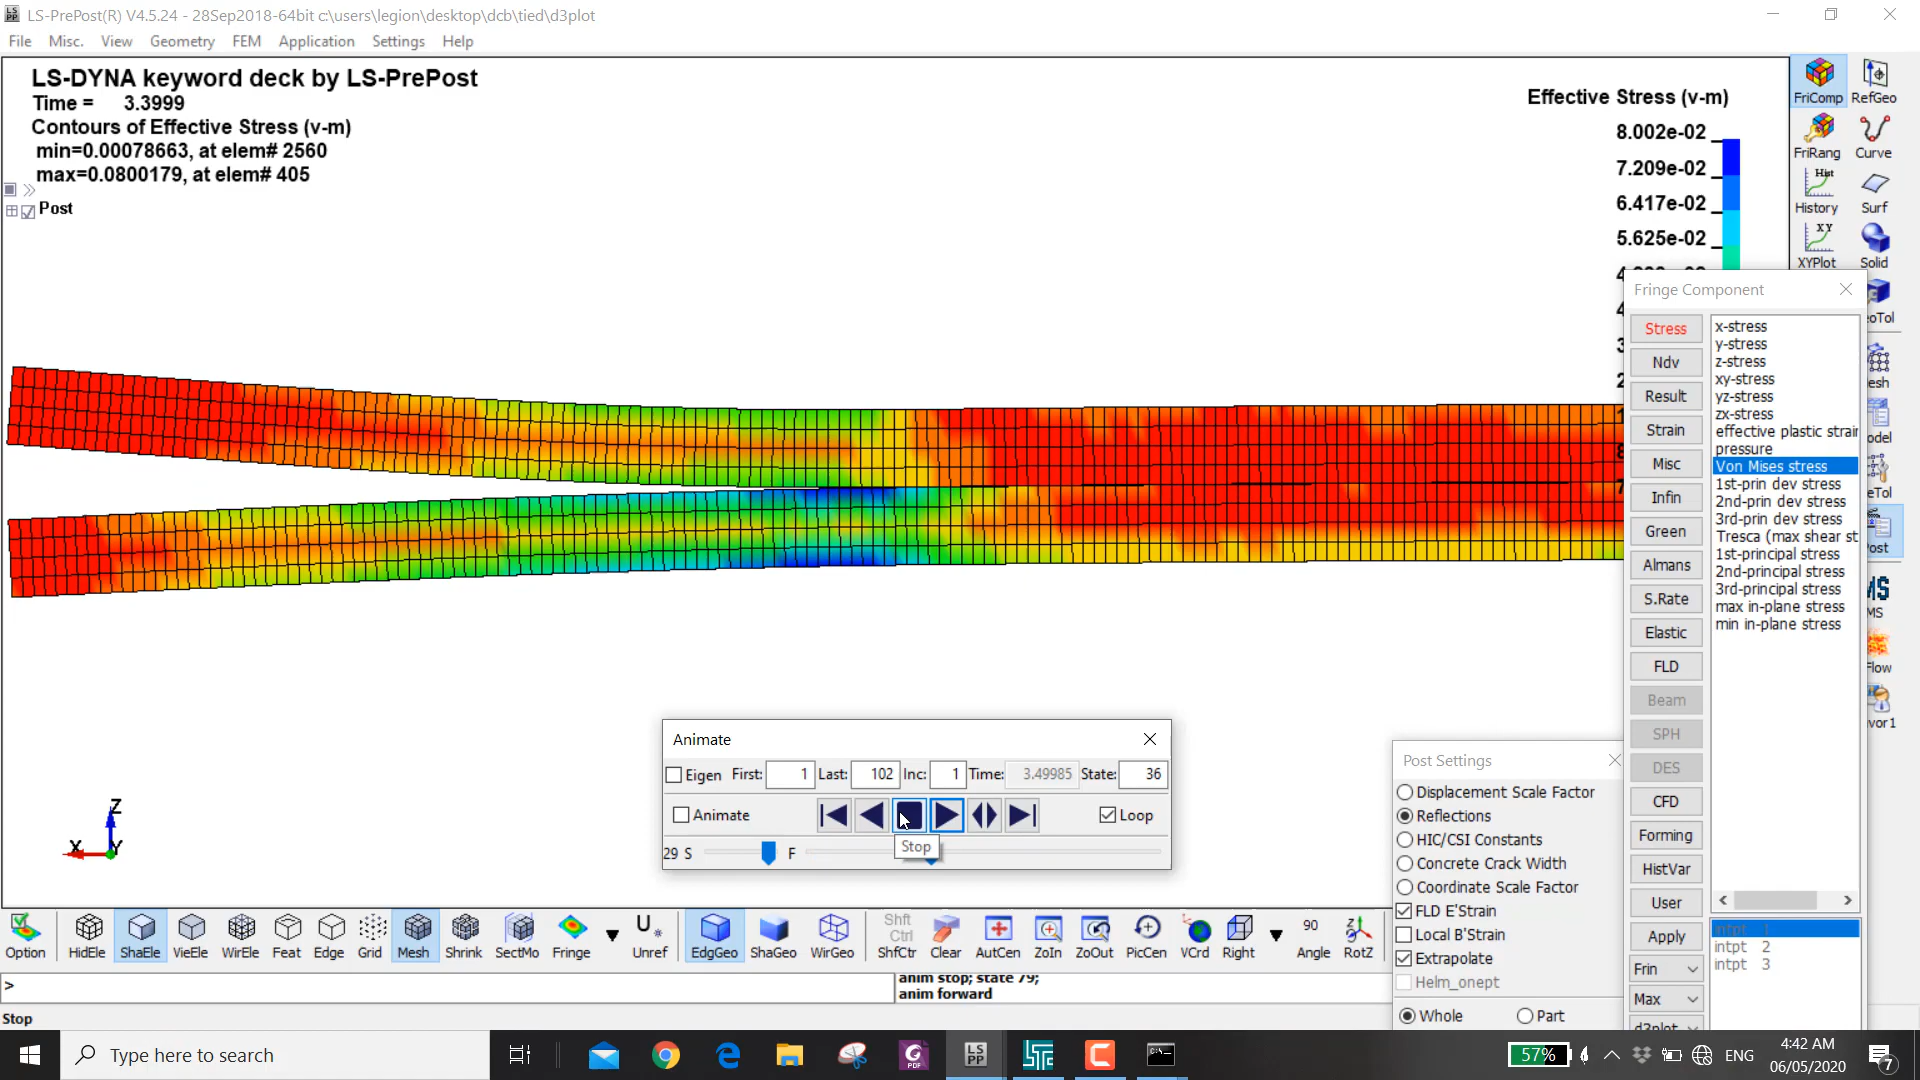 LS-PrePost(R) V4.5.24 - 28Sep2018-64bit c:\users\legion\desktop\dcb\tied\d3plot
File Misc. View Geometry FEM Application Settings Help
LS-DYNA keyword deck by LS-PrePost
Time = 3.3999
Contours of Effective Stress (v-m)
min=0.00078663, at elem# 2560
max=0.0800179, at elem# 405
Post
Effective Stress (v-m)
8.002e-02
7.209e-02
6.417e-02
5.625e-02
FriComp RefGeo
FriRang Curve
Hist
History Surf
XY
XYPlot Solid
Fringe Component
Stress
Ndv
Result
Strain
Misc
Infin
Green
Almans
S.Rate
Elastic
FLD
Beam
SPH
DES
CFD
Forming
HistVar
User
Apply
Frin
Max
d3plot
x-stress
y-stress
z-stress
xy-stress
yz-stress
zx-stress
effective plastic strair
pressure
Von Mises stress
1st-prin dev stress
2nd-prin dev stress
3rd-prin dev stress
Tresca (max shear st
1st-principal stress
2nd-principal stress
3rd-principal stress
max in-plane stress
min in-plane stress
intpt 1
intpt 2
intpt 3
Animate
Eigen First: 1 Last: 102 Inc: 1 Time: 3.49985 State: 36
Animate Loop
29 S F
Stop
Post Settings
Displacement Scale Factor
Reflections
HIC/CSI Constants
Concrete Crack Width
Coordinate Scale Factor
FLD E'Strain
Local B'Strain
Extrapolate
Helm_onept
Whole Part
Z
X Y
Option HidEle ShaEle VieEle WirEle Feat Edge Grid Mesh Shrink SectMo Fringe Unref EdgGeo ShaGeo WirGeo ShfCtr Clear AutCen ZoIn ZoOut PicCen VCrd Right Angle RotZ
Shft
Ctrl
90
>
anim stop; state 79;
anim forward
Stop
Type here to search
57% ENG 4:42 AM
06/05/2020
7